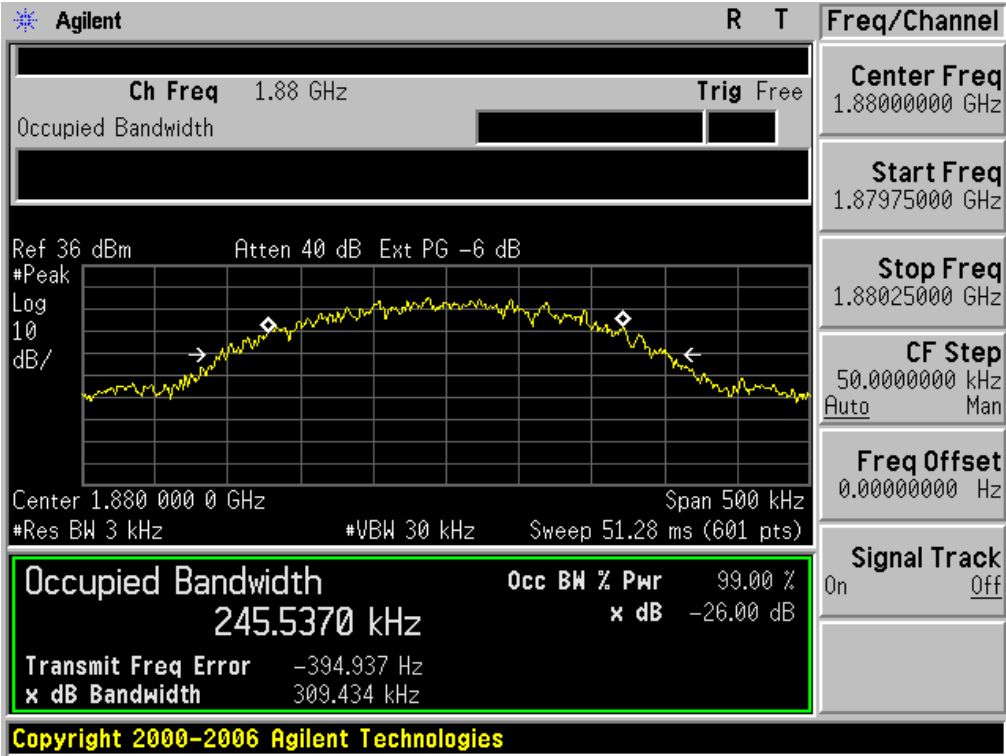 Agilent R T
Freq/Channel
Ch Freq 1.88 GHz Trig Free
Occupied Bandwidth
Center Freq
1.88000000 GHz
Start Freq
1.87975000 GHz
Stop Freq
1.88025000 GHz
CF Step
50.0000000 kHz
Auto Man
Freq Offset
0.00000000 Hz
Signal Track
On Off
Ref 36 dBm Atten 40 dB Ext PG -6 dB
#Peak
Log
10
dB/
Center 1.880 000 0 GHz Span 500 kHz
#Res BW 3 kHz #VBW 30 kHz Sweep 51.28 ms (601 pts)
Occupied Bandwidth Occ BW % Pwr 99.00 %
245.5370 kHz x dB -26.00 dB
Transmit Freq Error -394.937 Hz
x dB Bandwidth 309.434 kHz
Copyright 2000-2006 Agilent Technologies